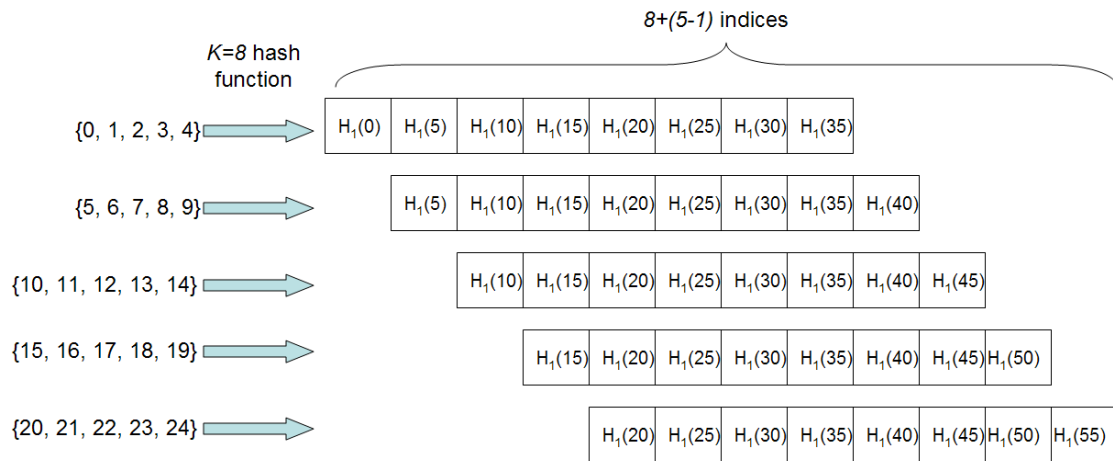 8+(5-1) indices
K=8 hash
function
{0, 1, 2, 3, 4} H₁(0) H₁(5) H₁(10) H₁(15) H₁(20) H₁(25) H₁(30) H₁(35)
{5, 6, 7, 8, 9} H₁(5) H₁(10) H₁(15) H₁(20) H₁(25) H₁(30) H₁(35) H₁(40)
{10, 11, 12, 13, 14} H₁(10) H₁(15) H₁(20) H₁(25) H₁(30) H₁(35) H₁(40) H₁(45)
{15, 16, 17, 18, 19} H₁(15) H₁(20) H₁(25) H₁(30) H₁(35) H₁(40) H₁(45) H₁(50)
{20, 21, 22, 23, 24} H₁(20) H₁(25) H₁(30) H₁(35) H₁(40) H₁(45) H₁(50) H₁(55)